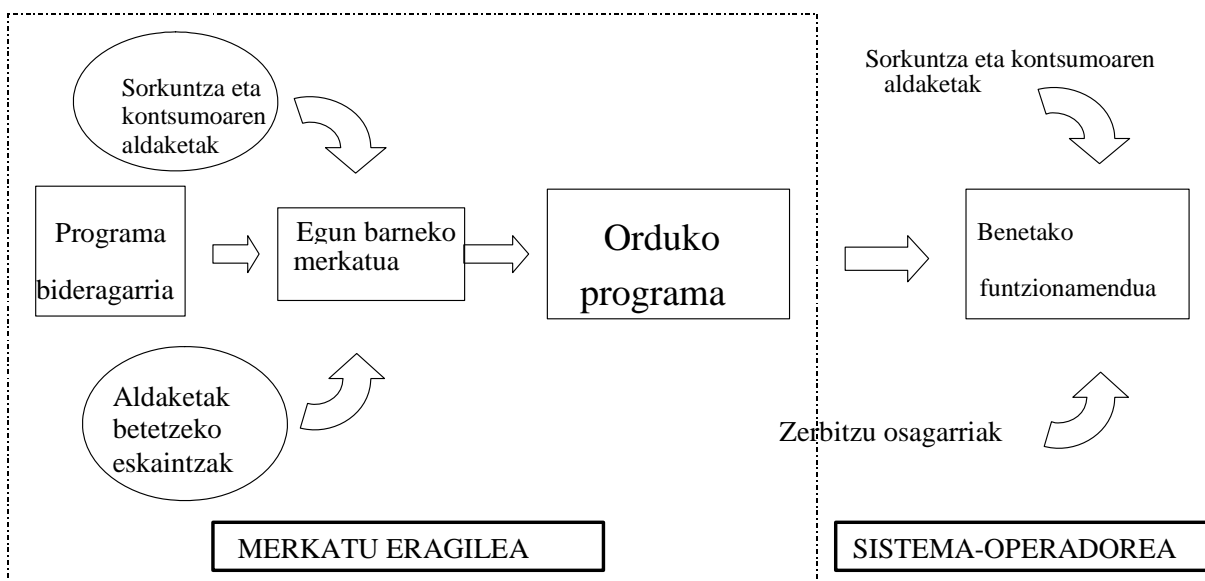 Sorkuntza eta
kontsumoaren
aldaketak
Programa
bideragarria
Egun barneko
merkatua
Orduko
programa
Aldaketak
betetzeko
eskaintzak
MERKATU ERAGILEA
Sorkuntza eta kontsumoaren
aldaketak
Benetako
funtzionamendua
Zerbitzu osagarriak
SISTEMA-OPERADOREA